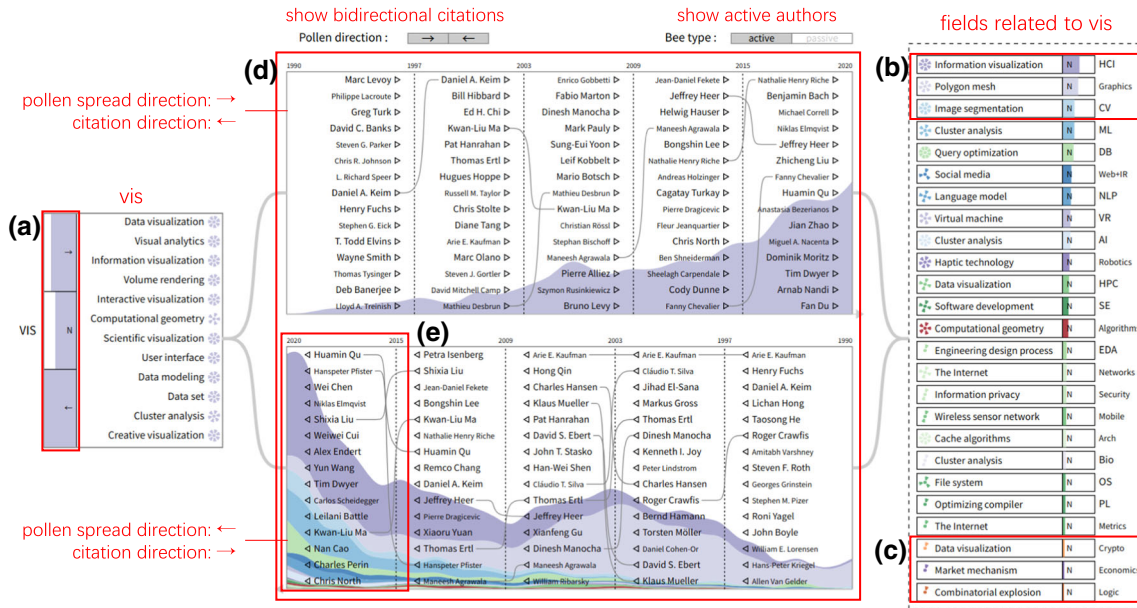 show bidirectional citations
show active authors
fields related to vis
Pollen direction : → ←
Bee type : active passive
(d)
1990 1997 2003 2009 2015 2020
pollen spread direction: →
citation direction: ←
Marc Levoy ▷
Philippe Lacroute ▷
Greg Turk ▷
David C. Banks ▷
Steven G. Parker ▷
Chris R. Johnson ▷
L. Richard Speer ▷
Daniel A. Keim ▷
Henry Fuchs ▷
Stephen G. Eick ▷
T. Todd Elvins ▷
Wayne Smith ▷
Thomas Tysinger ▷
Deb Banerjee ▷
Lloyd A. Treinish ▷
Daniel A. Keim ▷
Bill Hibbard ▷
Ed H. Chi ▷
Kwan-Liu Ma ▷
Pat Hanrahan ▷
Thomas Ertl ▷
Hugues Hoppe ▷
Russell M. Taylor ▷
Chris Stolte ▷
Diane Tang ▷
Arie E. Kaufman ▷
Marc Olano ▷
Steven J. Gortler ▷
David Mitchell Camp ▷
Mathieu Desbrun ▷
Enrico Gobbetti ▷
Fabio Marton ▷
Dinesh Manocha ▷
Mark Pauly ▷
Sung-Eui Yoon ▷
Leif Kobbelt ▷
Mario Botsch ▷
Mathieu Desbrun ▷
Kwan-Liu Ma ▷
Christian Rössl ▷
Stephan Bischoff ▷
Maneesh Agrawala ▷
Pierre Alliez ▷
Szymon Rusinkiewicz ▷
Bruno Levy ▷
Jean-Daniel Fekete ▷
Jeffrey Heer ▷
Helwig Hauser ▷
Maneesh Agrawala ▷
Bongshin Lee ▷
Nathalie Henry Riche ▷
Andreas Holzinger ▷
Cagatay Turkay ▷
Pierre Dragicevic ▷
Fleur Jeanquartier ▷
Chris North ▷
Ben Shneiderman ▷
Sheelagh Carpendale ▷
Cody Dunne ▷
Fanny Chevalier ▷
Nathalie Henry Riche ▷
Benjamin Bach ▷
Michael Correll ▷
Niklas Elmqvist ▷
Jeffrey Heer ▷
Zhicheng Liu ▷
Fanny Chevalier ▷
Huamin Qu ▷
Anastasia Bezerianos ▷
Jian Zhao ▷
Miguel A. Nacenta ▷
Dominik Moritz ▷
Tim Dwyer ▷
Arnab Nandi ▷
Fan Du ▷
vis
(a)
VIS
→
N
←
Data visualization
Visual analytics
Information visualization
Volume rendering
Interactive visualization
Computational geometry
Scientific visualization
User interface
Data modeling
Data set
Cluster analysis
Creative visualization
(e)
2020 2015 2009 2003 1997 1990
pollen spread direction: ←
citation direction: →
◁ Huamin Qu
◁ Hanspeter Pfister
◁ Wei Chen
◁ Niklas Elmqvist
◁ Shixia Liu
◁ Weiwei Cui
◁ Alex Endert
◁ Yun Wang
◁ Tim Dwyer
◁ Carlos Scheidegger
◁ Leilani Battle
◁ Kwan-Liu Ma
◁ Nan Cao
◁ Charles Perin
◁ Chris North
◁ Petra Isenberg
◁ Shixia Liu
◁ Jean-Daniel Fekete
◁ Bongshin Lee
◁ Kwan-Liu Ma
◁ Nathalie Henry Riche
◁ Huamin Qu
◁ Remco Chang
◁ Daniel A. Keim
◁ Jeffrey Heer
◁ Pierre Dragicevic
◁ Xiaoru Yuan
◁ Thomas Ertl
◁ Hanspeter Pfister
◁ Maneesh Agrawala
◁ Arie E. Kaufman
◁ Hong Qin
◁ Charles Hansen
◁ Klaus Mueller
◁ Pat Hanrahan
◁ David S. Ebert
◁ John T. Stasko
◁ Han-Wei Shen
◁ Cláudio T. Silva
◁ Thomas Ertl
◁ Jeffrey Heer
◁ Xianfeng Gu
◁ Dinesh Manocha
◁ Maneesh Agrawala
◁ William Ribarsky
◁ Arie E. Kaufman
◁ Cláudio T. Silva
◁ Jihad El-Sana
◁ Markus Gross
◁ Thomas Ertl
◁ Dinesh Manocha
◁ Kenneth I. Joy
◁ Peter Lindstrom
◁ Charles Hansen
◁ Roger Crawfis
◁ Bernd Hamann
◁ Torsten Möller
◁ Daniel Cohen-Or
◁ David S. Ebert
◁ Klaus Mueller
◁ Arie E. Kaufman
◁ Henry Fuchs
◁ Daniel A. Keim
◁ Lichan Hong
◁ Taosong He
◁ Roger Crawfis
◁ Amitabh Varshney
◁ Steven F. Roth
◁ Georges Grinstein
◁ Stephen M. Pizer
◁ Roni Yagel
◁ John Boyle
◁ William E. Lorensen
◁ Hans-Peter Kriegel
◁ Allen Van Gelder
(b)
Information visualization N HCI
Polygon mesh N Graphics
Image segmentation N CV
Cluster analysis N ML
Query optimization N DB
Social media N Web+IR
Language model N NLP
Virtual machine N VR
Cluster analysis N AI
Haptic technology N Robotics
Data visualization N HPC
Software development N SE
Computational geometry N Algorithm
Engineering design process N EDA
The Internet N Networks
Information privacy N Security
Wireless sensor network N Mobile
Cache algorithms N Arch
Cluster analysis N Bio
File system N OS
Optimizing compiler N PL
The Internet N Metrics
(c)
Data visualization N Crypto
Market mechanism N Economics
Combinatorial explosion N Logic